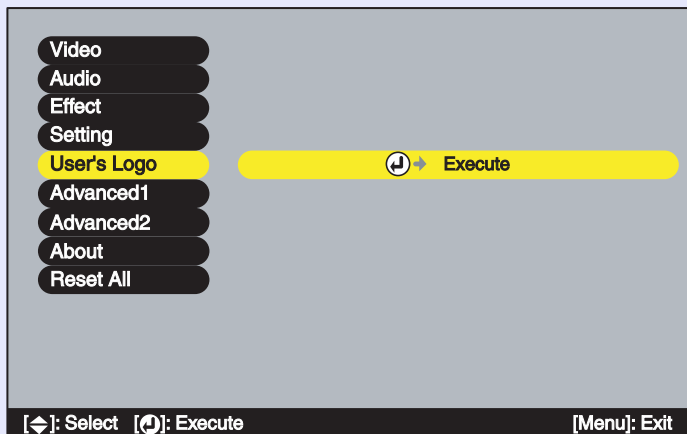 Video
Audio
Effect
Setting
User's Logo
Execute
Advanced1
Advanced2
About
Reset All
[]: Select []: Execute [Menu]: Exit